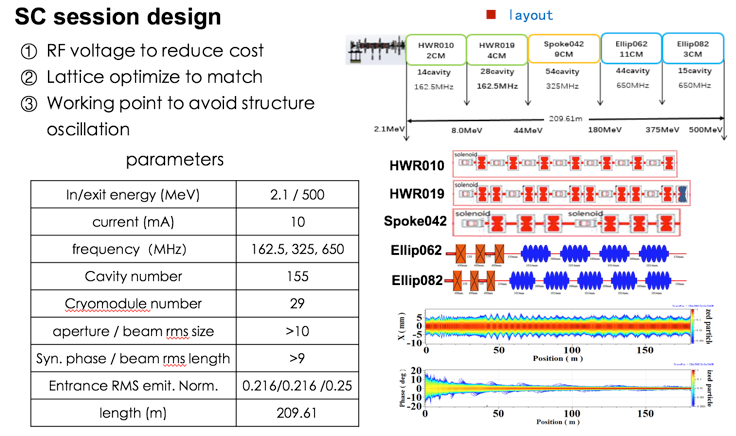 SC session design
① RF voltage to reduce cost
② Lattice optimize to match
③ Working point to avoid structure
oscillation
parameters
In/exit energy (MeV) 2.1 / 500
current (mA) 10
frequency (MHz) 162.5, 325, 650
Cavity number 155
Cryomodule number 29
aperture / beam rms size >10
Syn. phase / beam rms length >9
Entrance RMS emit. Norm. 0.216/0.216 /0.25
length (m) 209.61
layout
HWR010 HWR019 Spoke042 Ellip062 Ellip082
2CM 4CM 9CM 11CM 3CM
14cavity 28cavity 54cavity 44cavity 15cavity
162.5MHz 162.5MHz 325MHz 650MHz 650MHz
209.61m
2.1MeV 8.0MeV 44MeV 180MeV 375MeV 500MeV
HWR010
solenoid
HWR019
solenoid
Spoke042
solenoid solenoid
Ellip062
Ellip082
X ( mm )
5
0
-5
-10
0 50 100 150
Position ( m )
ized particle
Phase ( deg )
20
10
0
-10
-20
0 50 100 150
Position ( m )
ized particle